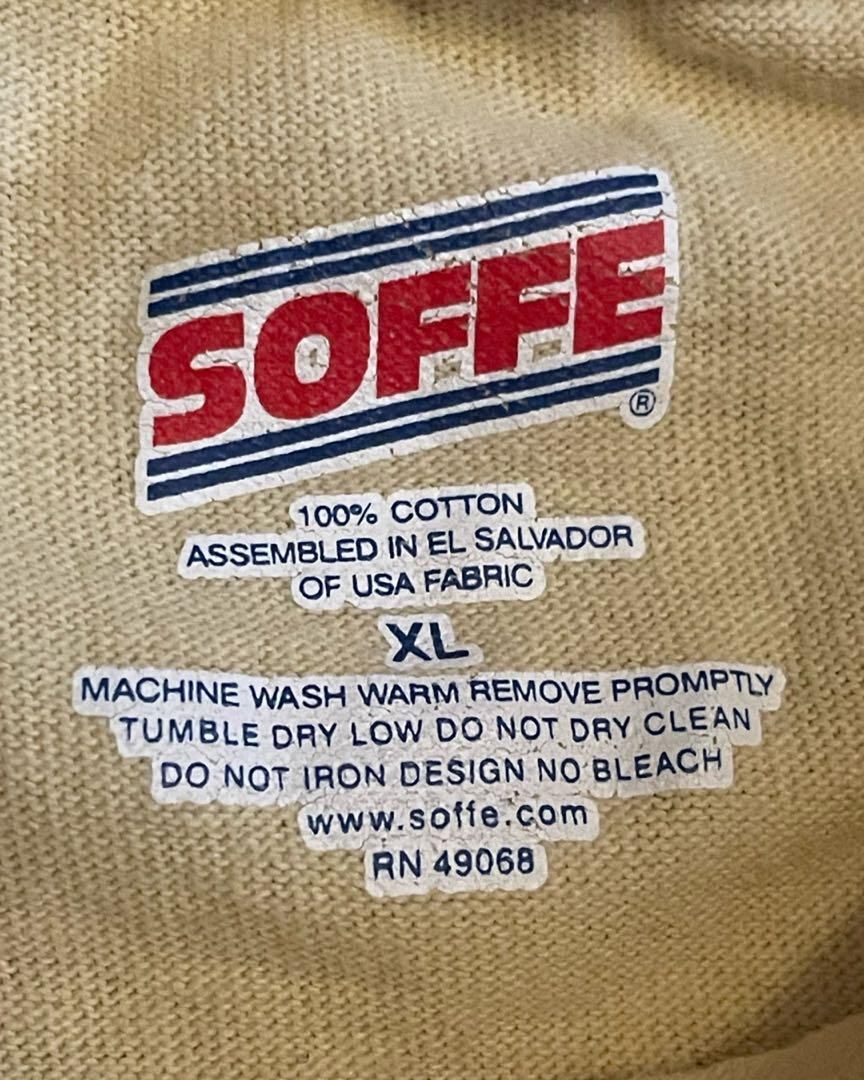 SOFFE
®
100% COTTON
ASSEMBLED IN EL SALVADOR
OF USA FABRIC
XL
MACHINE WASH WARM REMOVE PROMPTLY
TUMBLE DRY LOW DO NOT DRY CLEAN
DO NOT IRON DESIGN NO BLEACH
www.soffe.com
RN 49068